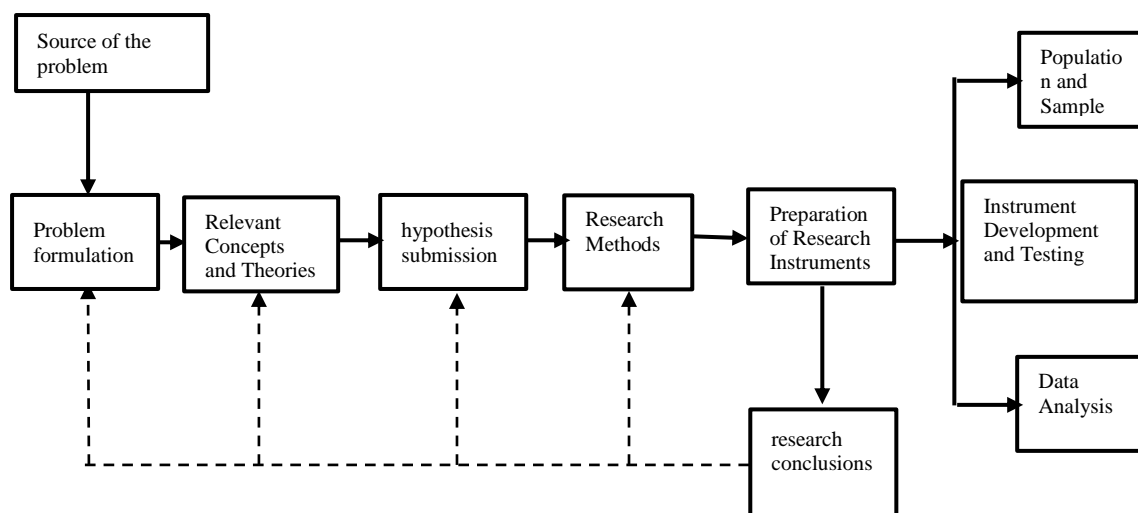 Source of the
problem
Populatio
n and
Sample
Problem
formulation
Relevant
Concepts
and Theories
hypothesis
submission
Research
Methods
Preparation
of Research
Instruments
Instrument
Development
and Testing
Data
Analysis
research
conclusions